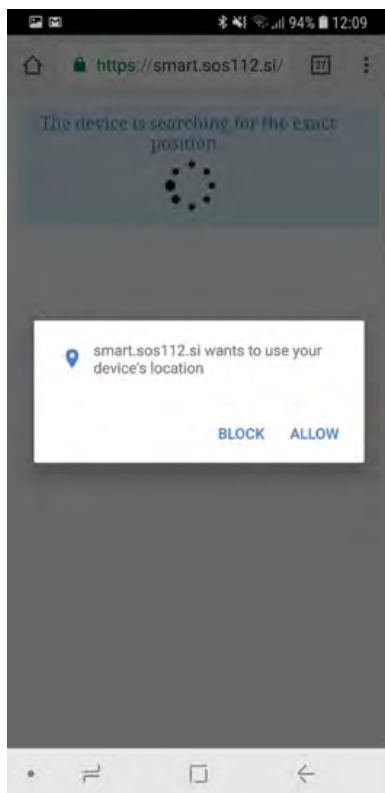 94% 12:09
https://smart.sos112.si/
27
The device is searching for the exact
position
smart.sos112.si wants to use your
device's location
BLOCK ALLOW